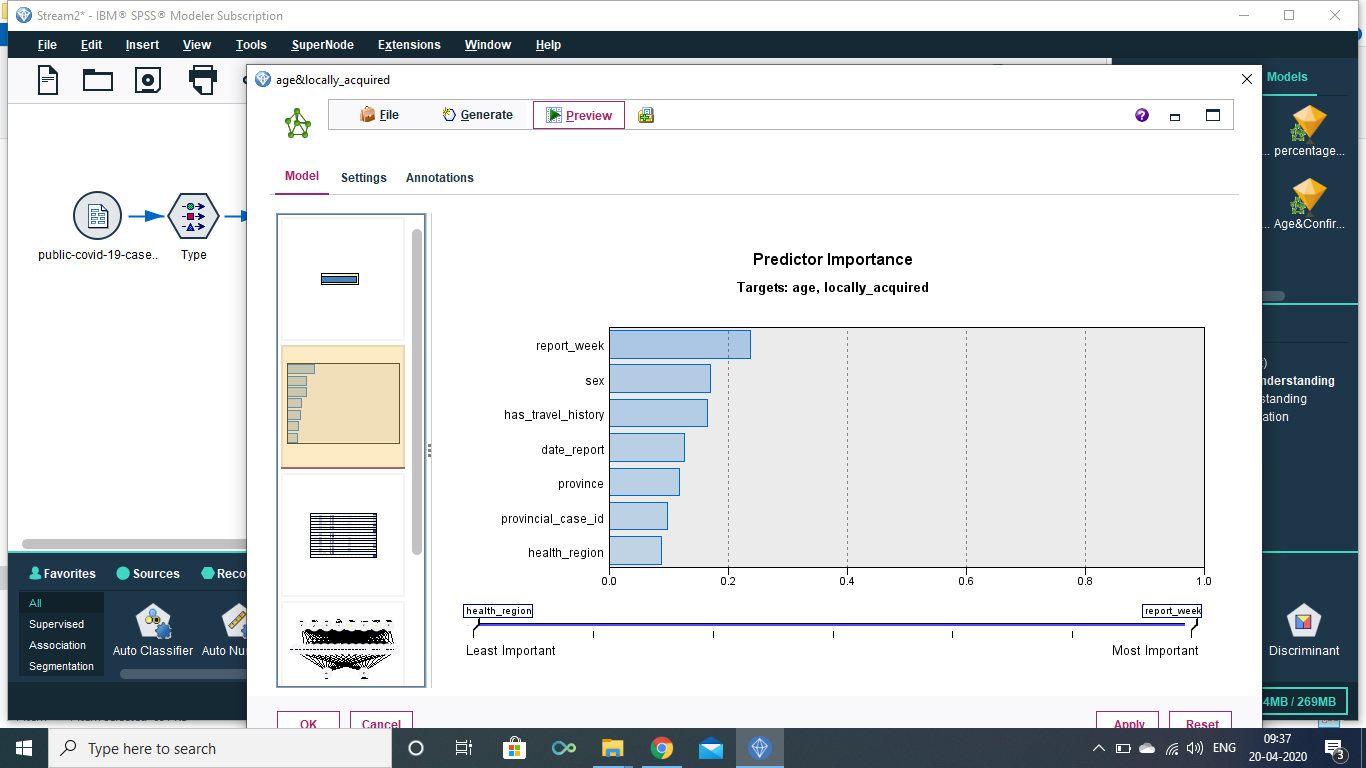 Stream2* - IBM® SPSS® Modeler Subscription
File Edit Insert View Tools SuperNode Extensions Window Help
age&locally_acquired
File Generate Preview
Models
percentage...
Age&Confir...
Model Settings Annotations
public-covid-19-case..
Type
Predictor Importance
Targets: age, locally_acquired
report_week
sex
has_travel_history
date_report
province
provincial_case_id
health_region
0.0 0.2 0.4 0.6 0.8 1.0
health_region report_week
Least Important Most Important
nderstanding
standing
ation
Favorites Sources Reco
All
Supervised
Association
Segmentation
Auto Classifier Auto Nu
Discriminant
4MB / 269MB
OK Cancel Apply Reset
Type here to search
ENG
09:37
20-04-2020
3